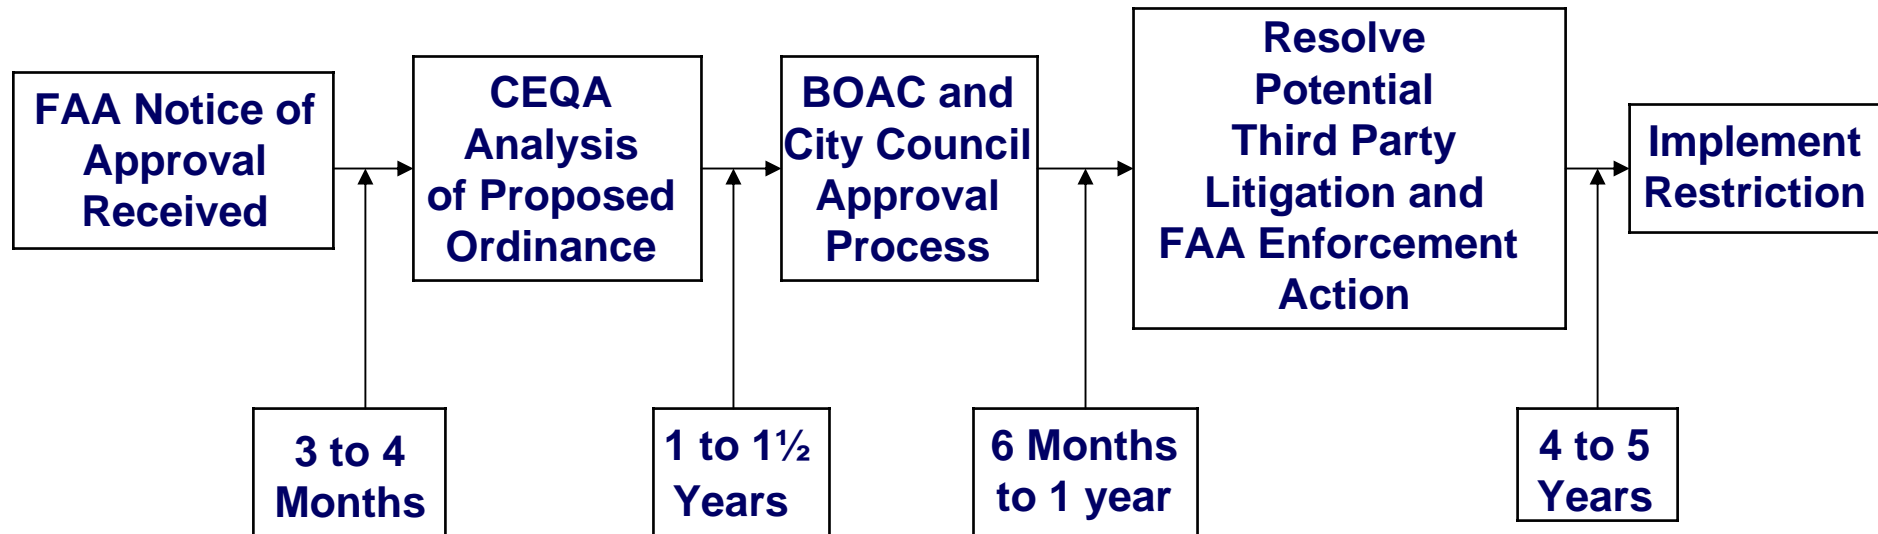 FAA Notice of
Approval
Received
CEQA
Analysis
of Proposed
Ordinance
BOAC and
City Council
Approval
Process
Resolve
Potential
Third Party
Litigation and
FAA Enforcement
Action
Implement
Restriction
3 to 4
Months
1 to 1½
Years
6 Months
to 1 year
4 to 5
Years